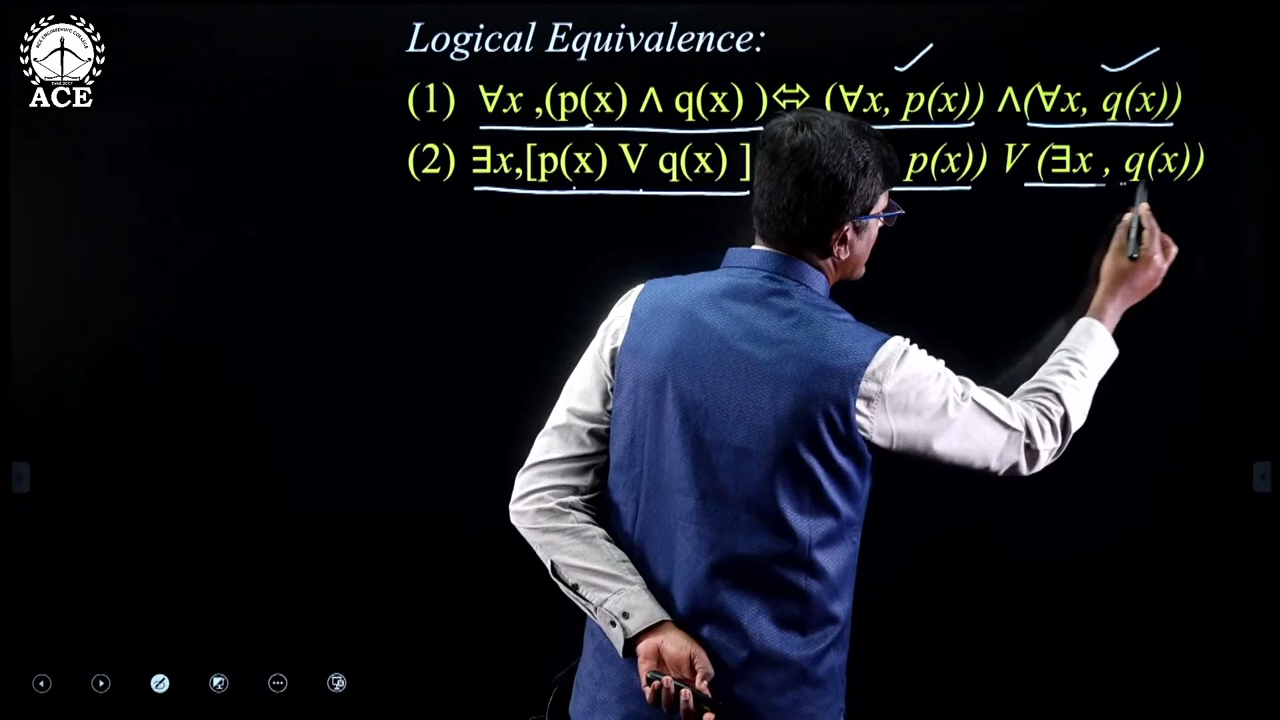 ACE
Logical Equivalence:
(1) ∀x ,(p(x) Λ q(x) )⇔ (∀x, p(x)) Λ(∀x, q(x))
(2) ∃x,[p(x) V q(x) ] p(x)) V (∃x , q(x))